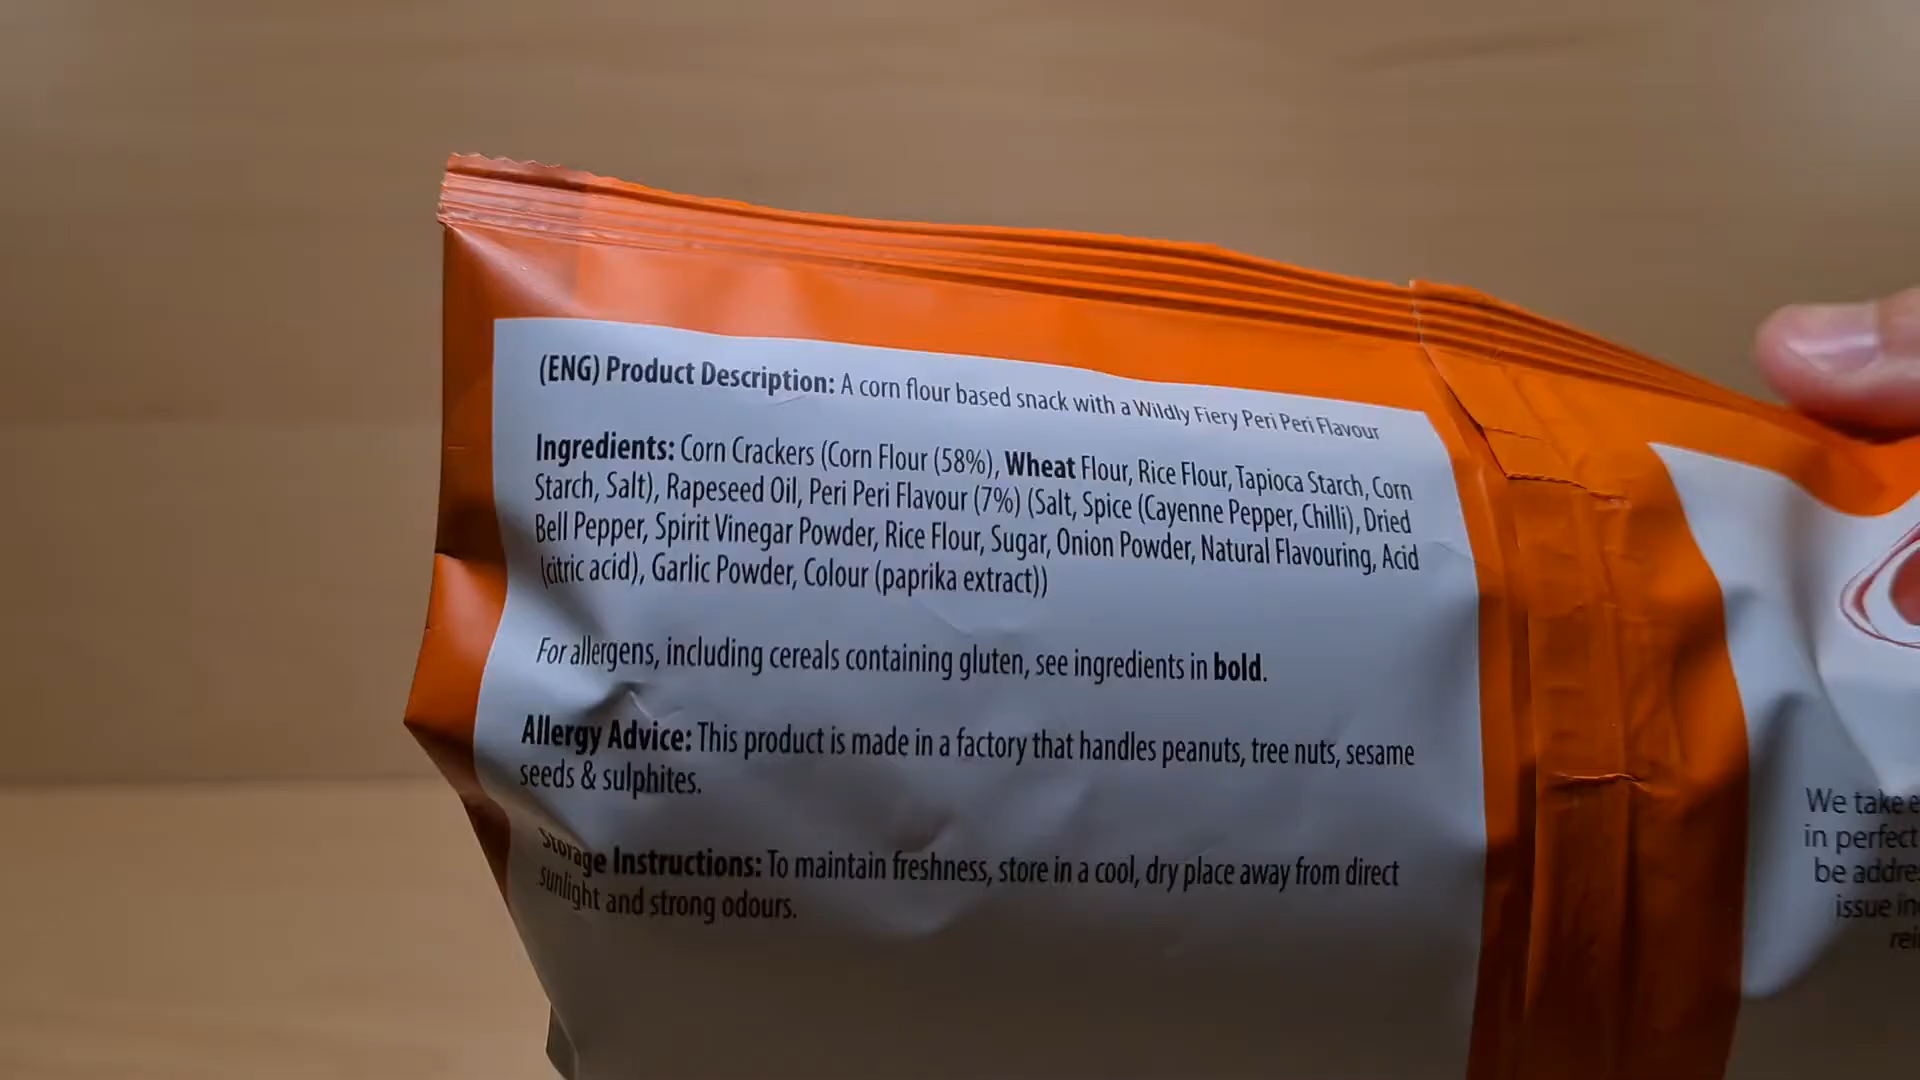 (ENG) Product Description: A corn flour based snack with a Wildly Fiery Peri Peri Flavour
Ingredients: Corn Crackers (Corn Flour (58%), Wheat Flour, Rice Flour, Tapioca Starch, Corn
Starch, Salt), Rapeseed Oil, Peri Peri Flavour (7%) (Salt, Spice (Cayenne Pepper, Chilli), Dried
Bell Pepper, Spirit Vinegar Powder, Rice Flour, Sugar, Onion Powder, Natural Flavouring, Acid
(citric acid), Garlic Powder, Colour (paprika extract))
For allergens, including cereals containing gluten, see ingredients in bold.
Allergy Advice: This product is made in a factory that handles peanuts, tree nuts, sesame
seeds & sulphites.
Storage Instructions: To maintain freshness, store in a cool, dry place away from direct
sunlight and strong odours.
We take
in perfect
be
issue